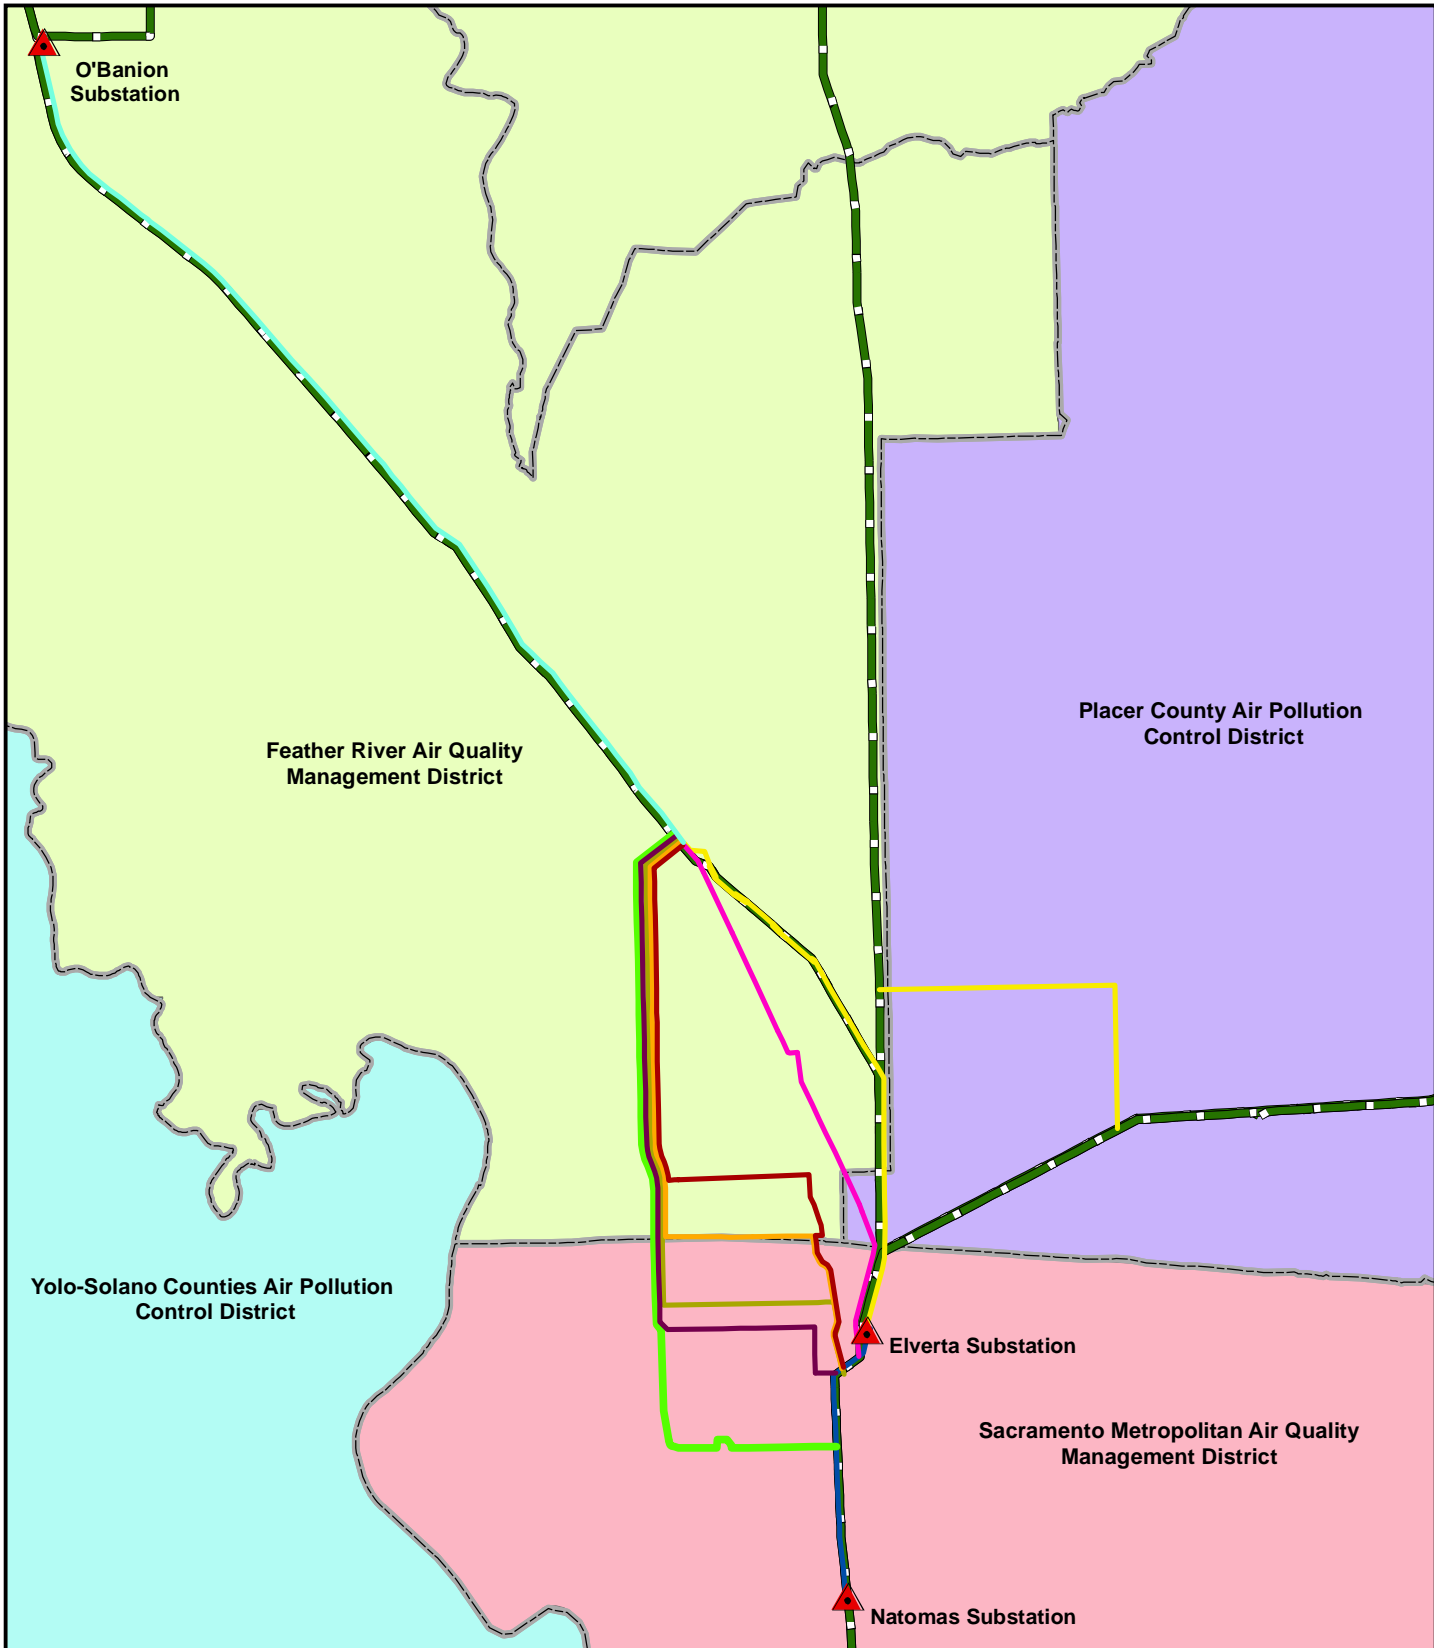 O'Banion
Substation
Placer County Air Pollution
Control District
Feather River Air Quality
Management District
Yolo-Solano Counties Air Pollution
Control District
Elverta Substation
Sacramento Metropolitan Air Quality
Management District
Natomas Substation